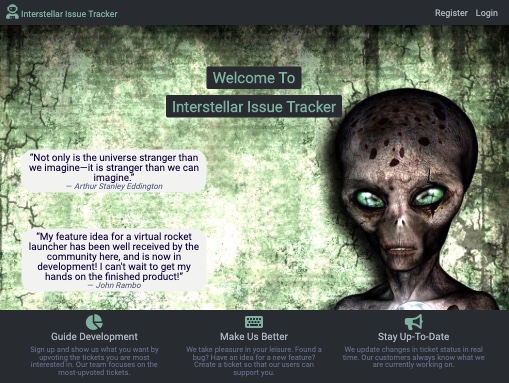 Interstellar Issue Tracker
Register Login
Welcome To
Interstellar Issue Tracker
“Not only is the universe stranger than
we imagine—it is stranger than we can
imagine.”
— Arthur Stanley Eddington
“My feature idea for a virtual rocket
launcher has been well received by the
community here, and is now in
development! I can't wait to get my
hands on the finished product!”
— John Rambo
Guide Development
Sign up and show us what you want by
upvoting the tickets you are most
interested in. Our team focuses on the
most-upvoted tickets.
Make Us Better
We take pleasure in your leisure. Found a
bug? Have an idea for a new feature?
Create a ticket so that our users can
support you.
Stay Up-To-Date
We update changes in ticket status in real
time. Our customers always know what we
are currently working on.